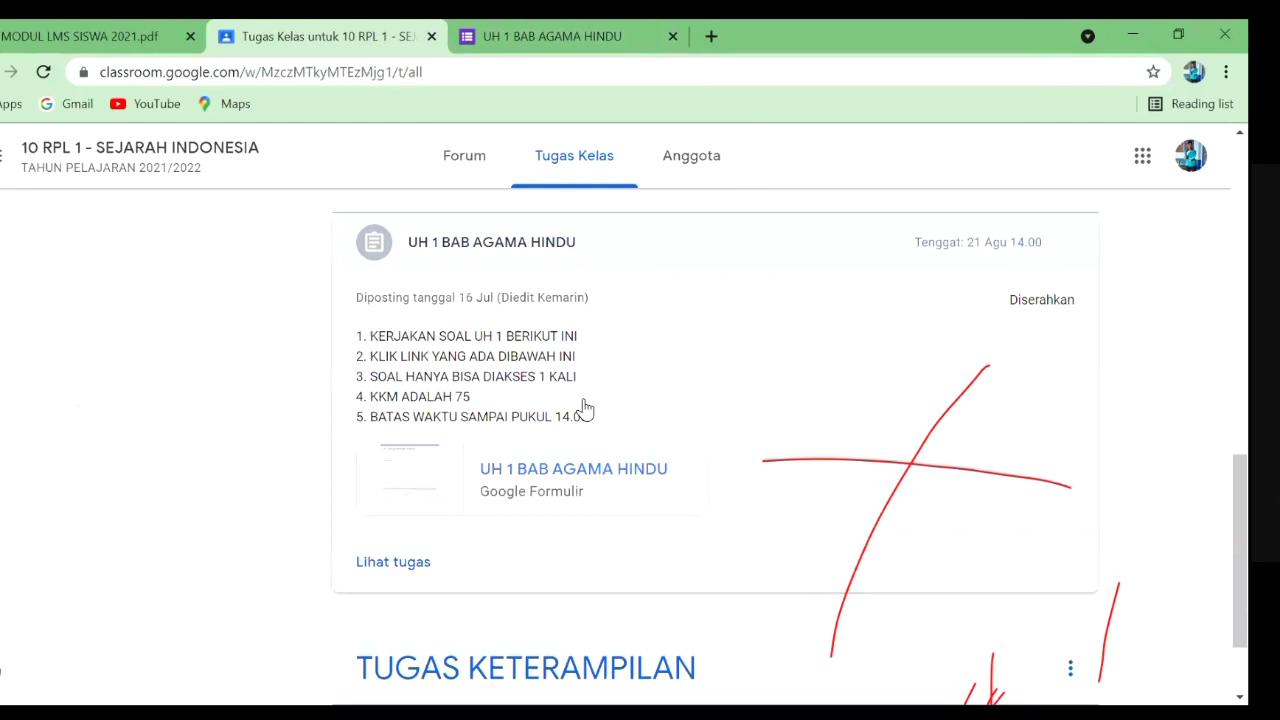 MODUL LMS SISWA 2021.pdf
Tugas Kelas untuk 10 RPL 1 - SE
UH 1 BAB AGAMA HINDU
classroom.google.com/w/MzczMTkyMTEzMjg1/t/all
Gmail
YouTube
Maps
Reading list
10 RPL 1 - SEJARAH INDONESIA
TAHUN PELAJARAN 2021/2022
Forum
Tugas Kelas
Anggota
UH 1 BAB AGAMA HINDU
Tenggat: 21 Agu 14.00
Diposting tanggal 16 Jul (Diedit Kemarin)
Diserahkan
1. KERJAKAN SOAL UH 1 BERIKUT INI
2. KLIK LINK YANG ADA DIBAWAH INI
3. SOAL HANYA BISA DIAKSES 1 KALI
4. KKM ADALAH 75
5. BATAS WAKTU SAMPAI PUKUL 14.0
UH 1 BAB AGAMA HINDU
Google Formulir
Lihat tugas
TUGAS KETERAMPILAN